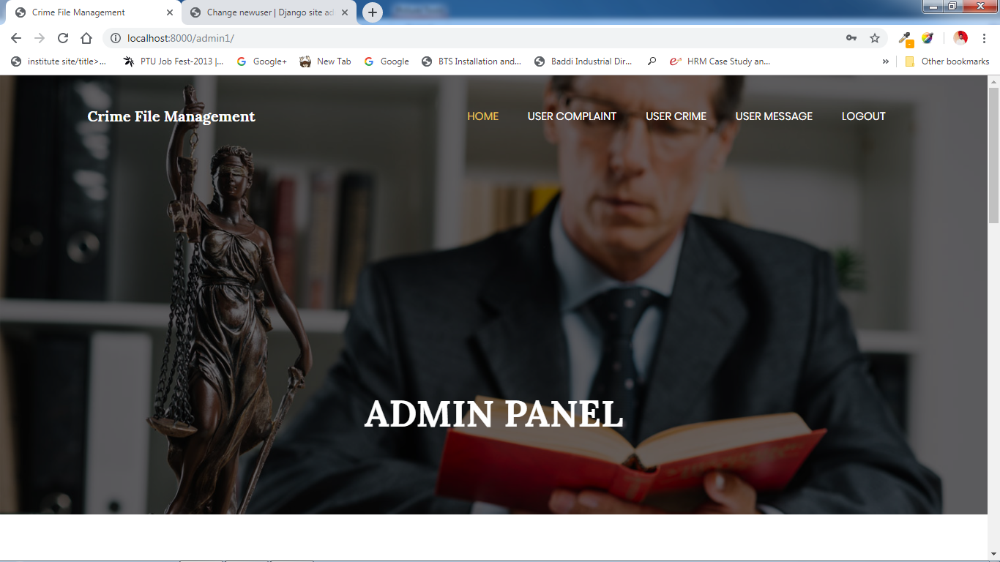 Crime File Management
Change newuser | Django site ad
localhost:8000/admin1/
institute site/title>... PTU Job Fest-2013 |... Google+ New Tab Google BTS Installation and... Baddi Industrial Dir... HRM Case Study an... » Other bookmarks
Crime File Management HOME USER COMPLAINT USER CRIME USER MESSAGE LOGOUT
ADMIN PANEL